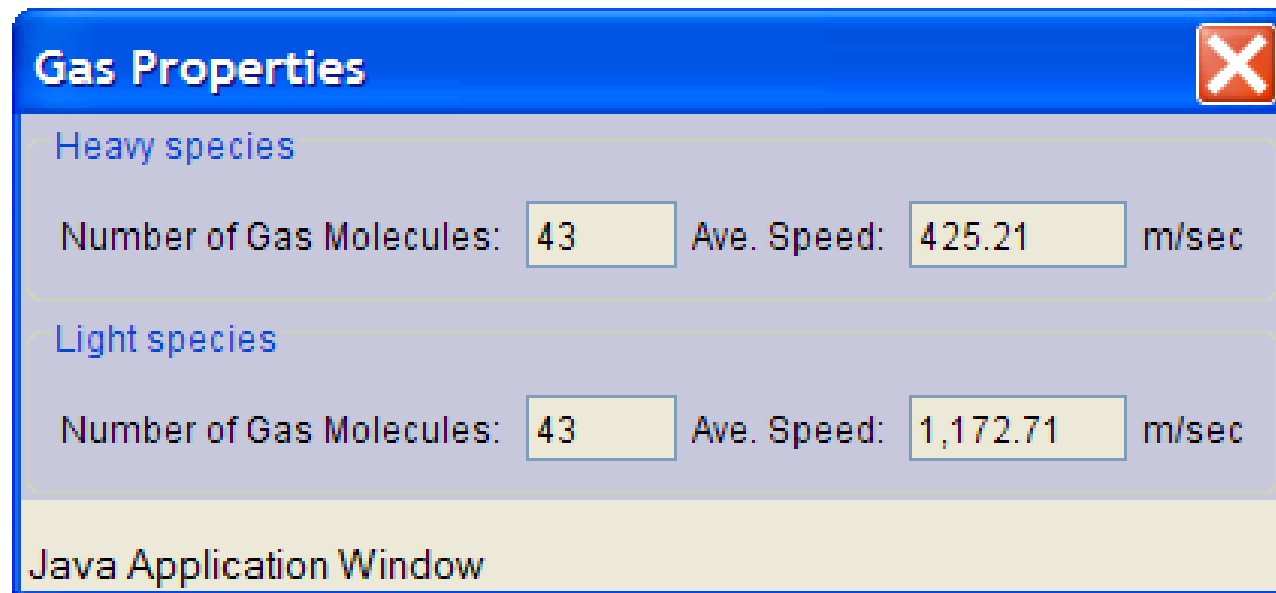 Gas Properties
Heavy species
Number of Gas Molecules: 43 Ave. Speed: 425.21 m/sec
Light species
Number of Gas Molecules: 43 Ave. Speed: 1,172.71 m/sec
Java Application Window